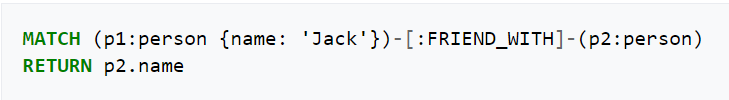 MATCH (p1:person {name: 'Jack'})-[:FRIEND_WITH]-(p2:person)
RETURN p2.name